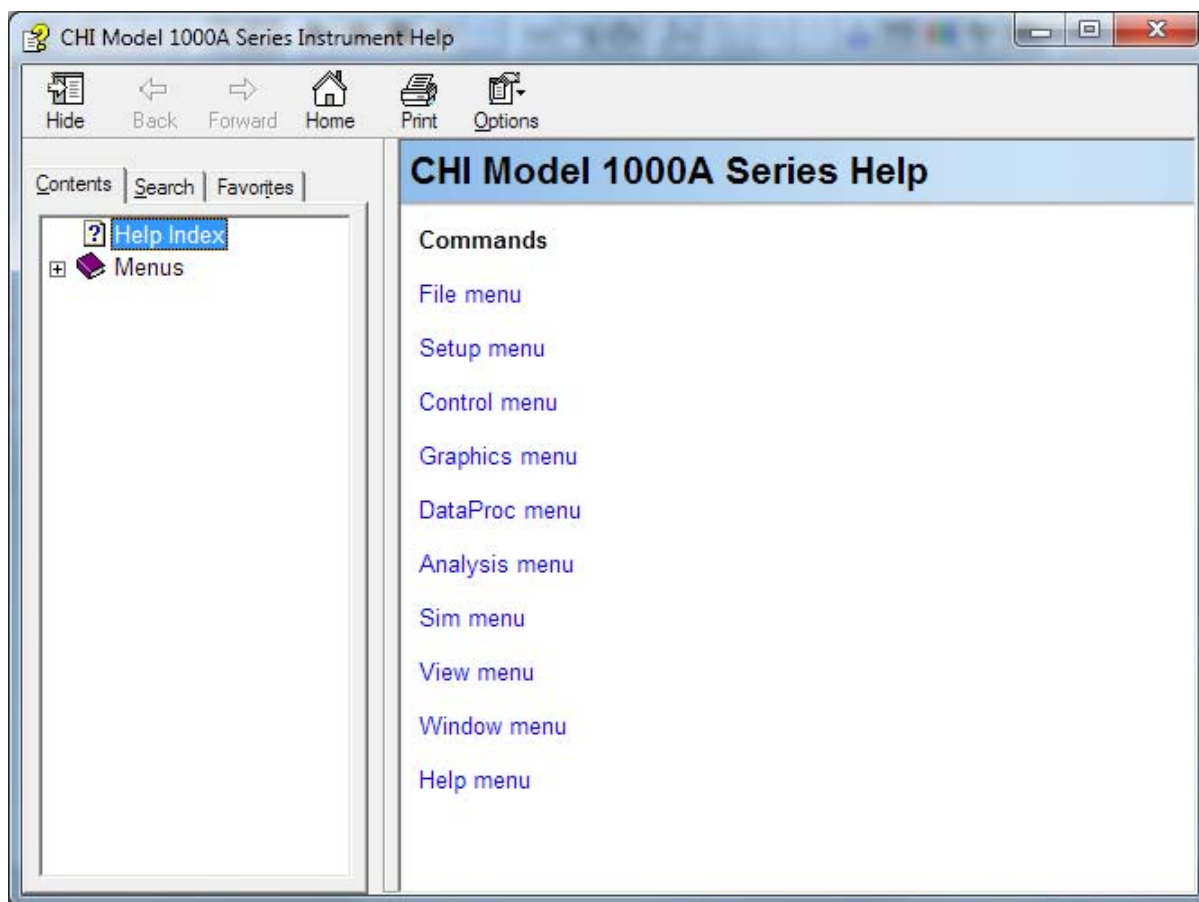 CHI Model 1000A Series Instrument Help
Hide Back Forward Home Print Options
Contents Search Favorites
Help Index
Menus
CHI Model 1000A Series Help
Commands
File menu
Setup menu
Control menu
Graphics menu
DataProc menu
Analysis menu
Sim menu
View menu
Window menu
Help menu